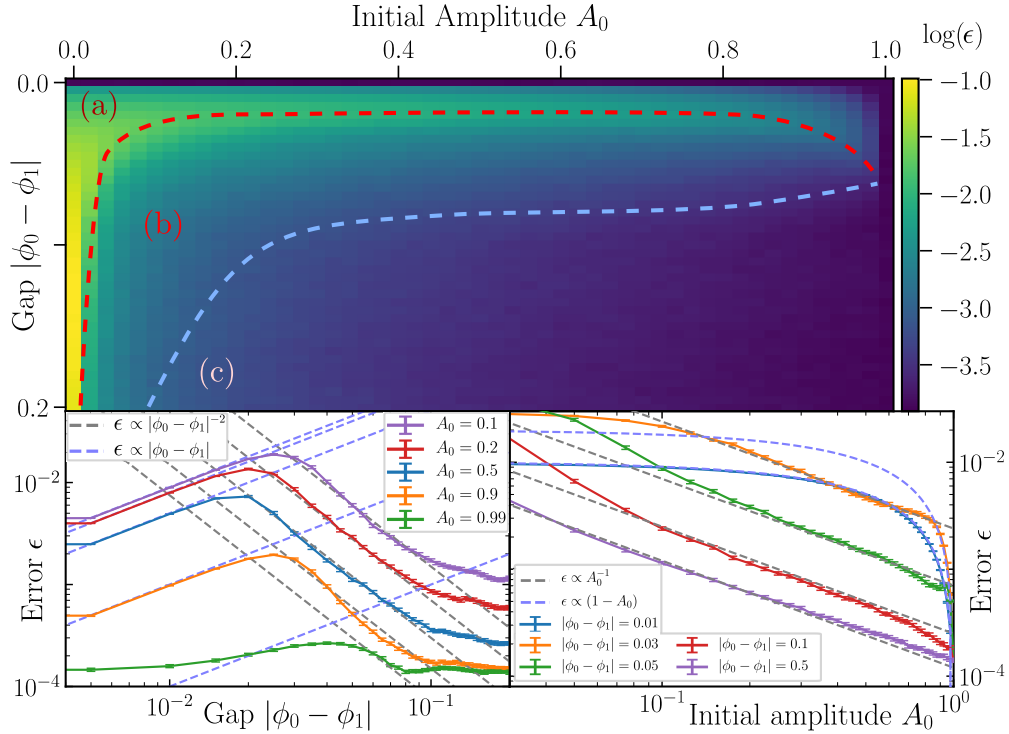 Initial Amplitude A₀
0.0 0.2 0.4 0.6 0.8 1.0
log(ϵ)
Gap |ϕ₀ − ϕ₁|
0.0
0.2
(a)
(b)
(c)
−1.0
−1.5
−2.0
−2.5
−3.0
−3.5
ϵ ∝ |ϕ₀ − ϕ₁|⁻²
ϵ ∝ |ϕ₀ − ϕ₁|
A₀ = 0.1
A₀ = 0.2
A₀ = 0.5
A₀ = 0.9
A₀ = 0.99
Error ϵ
10⁻²
10⁻⁴
10⁻² 10⁻¹
Gap |ϕ₀ − ϕ₁|
ϵ ∝ A₀⁻¹
ϵ ∝ (1 − A₀)
|ϕ₀ − ϕ₁| = 0.01
|ϕ₀ − ϕ₁| = 0.03 |ϕ₀ − ϕ₁| = 0.1
|ϕ₀ − ϕ₁| = 0.05 |ϕ₀ − ϕ₁| = 0.5
10⁻²
10⁻⁴
Error ϵ
10⁻¹ 10⁰
Initial amplitude A₀